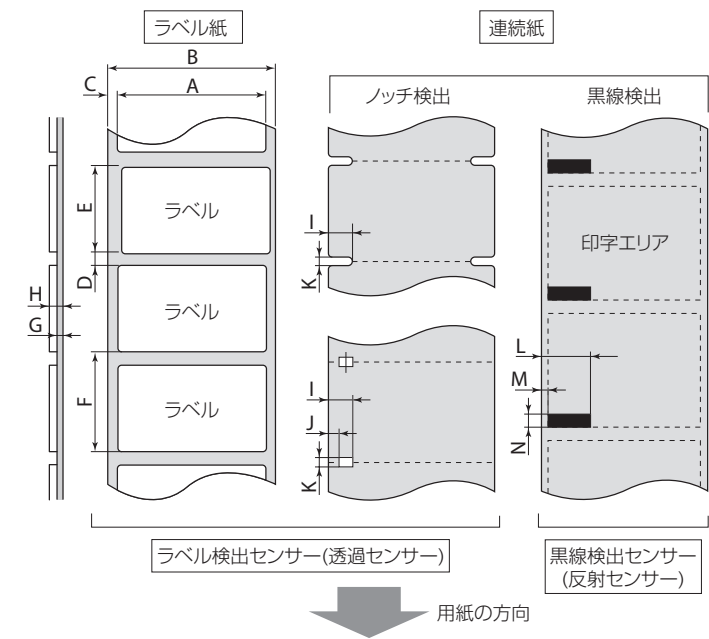 ラベル紙
連続紙
B
C
A
ノッチ検出
黒線検出
E
ラベル
I
印字エリア
D
K
H
ラベル
G
L
M
F
I
ラベル
J
N
K
ラベル検出センサー(透過センサー)
黒線検出センサー
(反射センサー)
用紙の方向